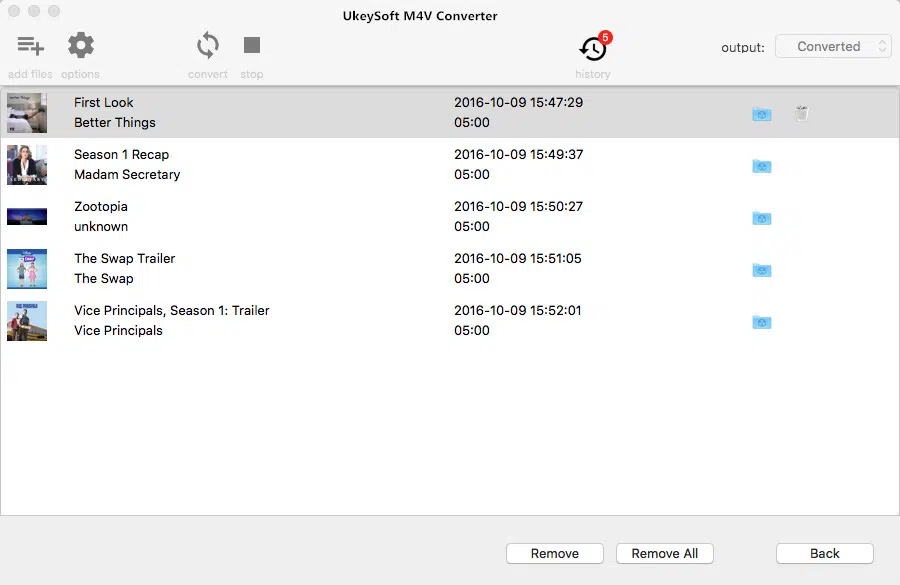 UkeySoft M4V Converter
add files options convert stop history 5 output: Converted
First Look 2016-10-09 15:47:29
Better Things 05:00
Season 1 Recap 2016-10-09 15:49:37
Madam Secretary 05:00
Zootopia 2016-10-09 15:50:27
unknown 05:00
The Swap Trailer 2016-10-09 15:51:05
The Swap 05:00
Vice Principals, Season 1: Trailer 2016-10-09 15:52:01
Vice Principals 05:00
Remove Remove All Back